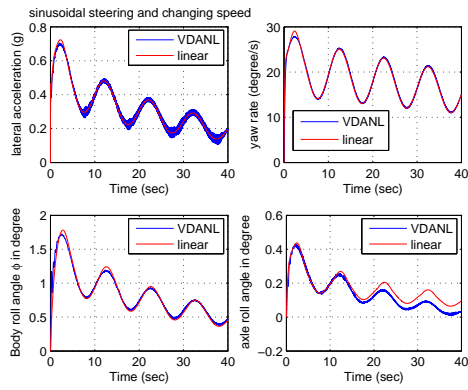 sinusoidal steering and changing speed
lateral acceleration (g)
0.8
0.6
0.4
0.2
0
0 10 20 30 40
Time (sec)
VDANL
linear
yaw rate (degree/s)
30
20
10
0
0 10 20 30 40
Time (sec)
VDANL
linear
Body roll angle ϕ in degree
2
1.5
1
0.5
0
0 10 20 30 40
Time (sec)
VDANL
linear
axle roll angle in degree
0.6
0.4
0.2
0
−0.2
0 10 20 30 40
Time (sec)
VDANL
linear